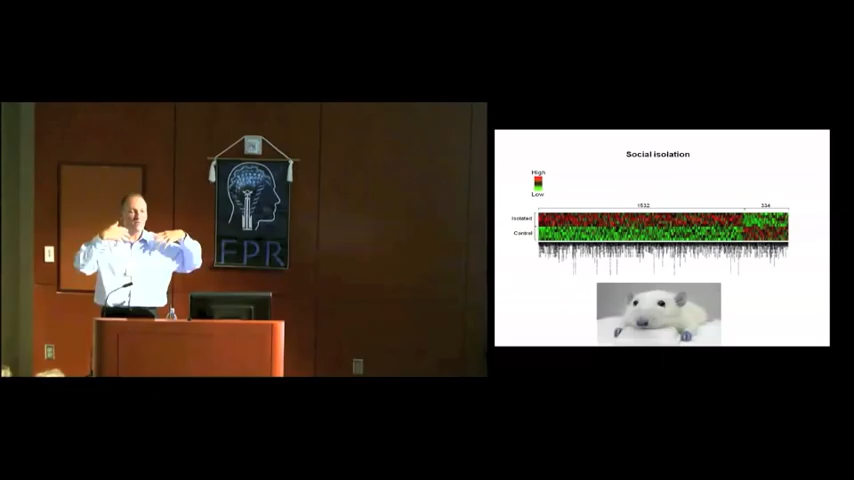 FPR
Social isolation
High
Low
1532
334
Isolated
Control